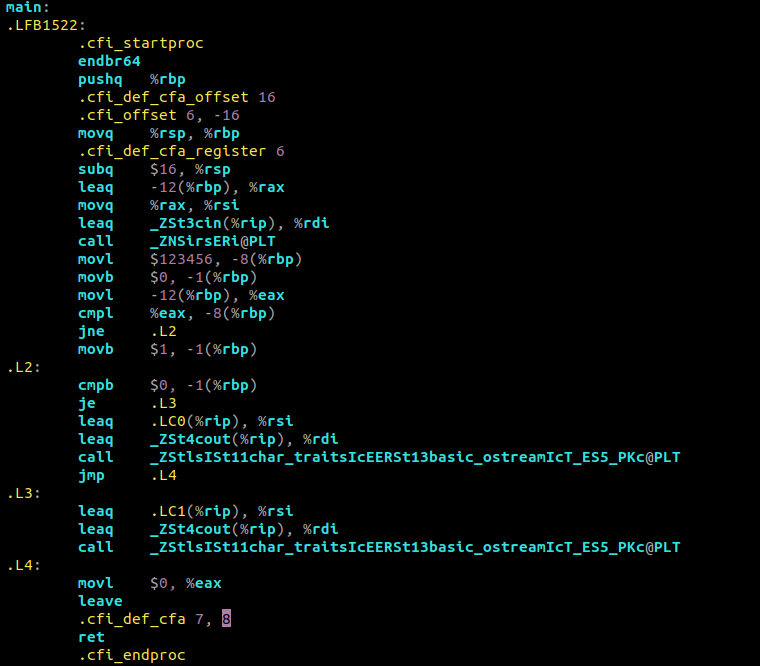 main:
.LFB1522:
        .cfi_startproc
        endbr64
        pushq   %rbp
        .cfi_def_cfa_offset 16
        .cfi_offset 6, -16
        movq    %rsp, %rbp
        .cfi_def_cfa_register 6
        subq    $16, %rsp
        leaq    -12(%rbp), %rax
        movq    %rax, %rsi
        leaq    _ZSt3cin(%rip), %rdi
        call    _ZNSirsERi@PLT
        movl    $123456, -8(%rbp)
        movb    $0, -1(%rbp)
        movl    -12(%rbp), %eax
        cmpl    %eax, -8(%rbp)
        jne     .L2
        movb    $1, -1(%rbp)
.L2:
        cmpb    $0, -1(%rbp)
        je      .L3
        leaq    .LC0(%rip), %rsi
        leaq    _ZSt4cout(%rip), %rdi
        call    _ZStlsISt11char_traitsIcEERSt13basic_ostreamIcT_ES5_PKc@PLT
        jmp     .L4
.L3:
        leaq    .LC1(%rip), %rsi
        leaq    _ZSt4cout(%rip), %rdi
        call    _ZStlsISt11char_traitsIcEERSt13basic_ostreamIcT_ES5_PKc@PLT
.L4:
        movl    $0, %eax
        leave
        .cfi_def_cfa 7, 8
        ret
        .cfi_endproc